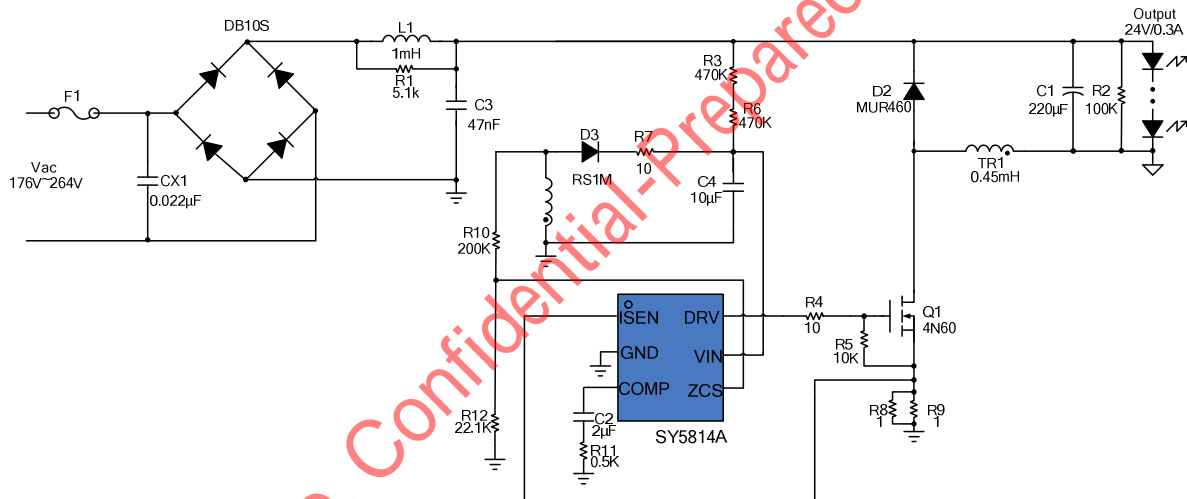 Output
24V/0.3A
DB10S
L1
1mH
R1
5.1k
R3
470K
D2
MUR460
C1
220μF
R2
100K
F1
C3
47nF
R6
470K
D3
RS1M
R7
10
Vac
176V~264V
CX1
0.022μF
C4
10μF
TR1
0.45mH
R10
200K
ISEN
GND
COMP
DRV
VIN
ZCS
SY5814A
R4
10
R5
10K
Q1
4N60
R8
1
R9
1
R12
22.1K
C2
2μF
R11
0.5K
Confidential-Prepared